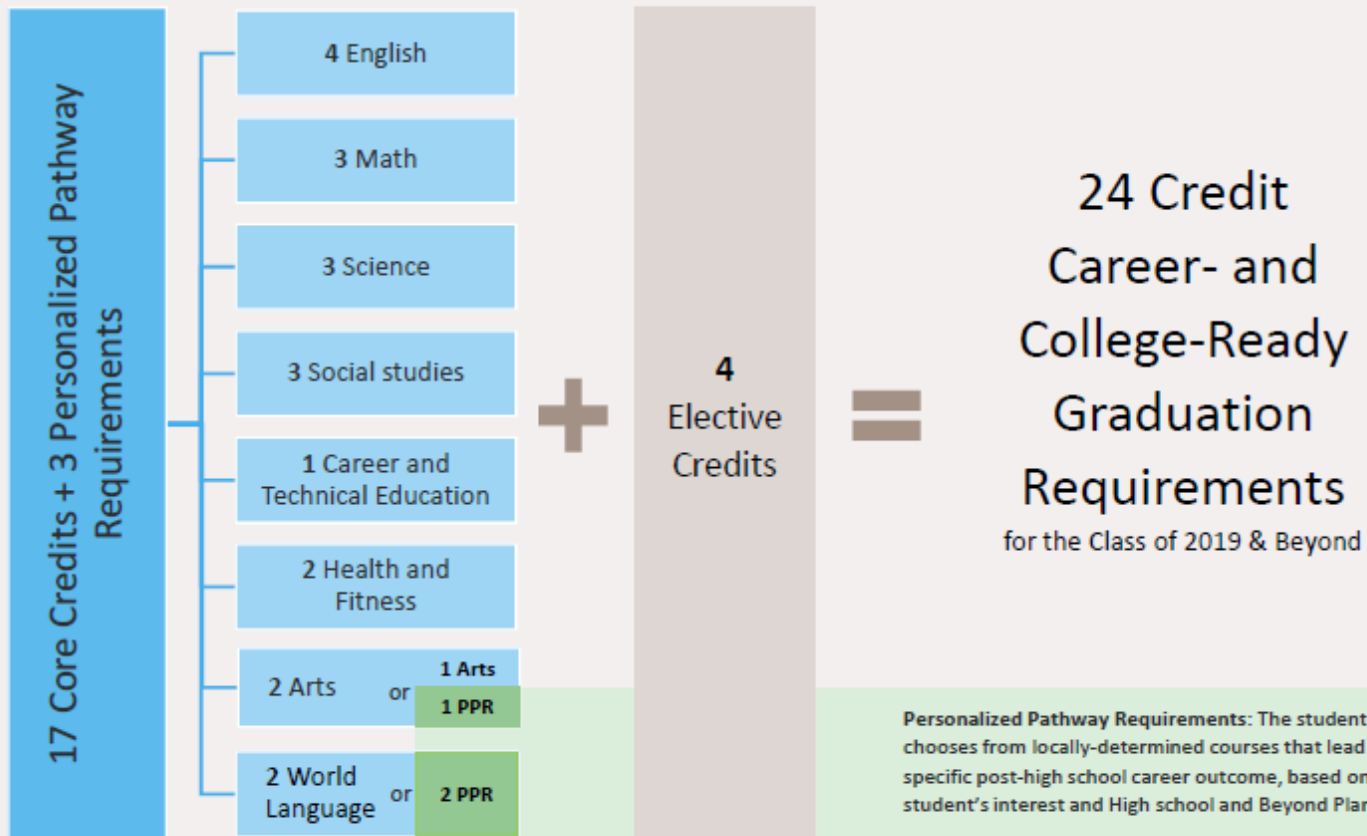 17 Core Credits + 3 Personalized Pathway
Requirements
4 English
3 Math
3 Science
3 Social studies
1 Career and
Technical Education
2 Health and
Fitness
2 Arts or
1 Arts
1 PPR
2 World
Language or
2 PPR
4
Elective
Credits
24 Credit
Career- and
College-Ready
Graduation
Requirements
for the Class of 2019 & Beyond
Personalized Pathway Requirements: The student
chooses from locally-determined courses that lead
specific post-high school career outcome, based on
student's interest and High school and Beyond Plan